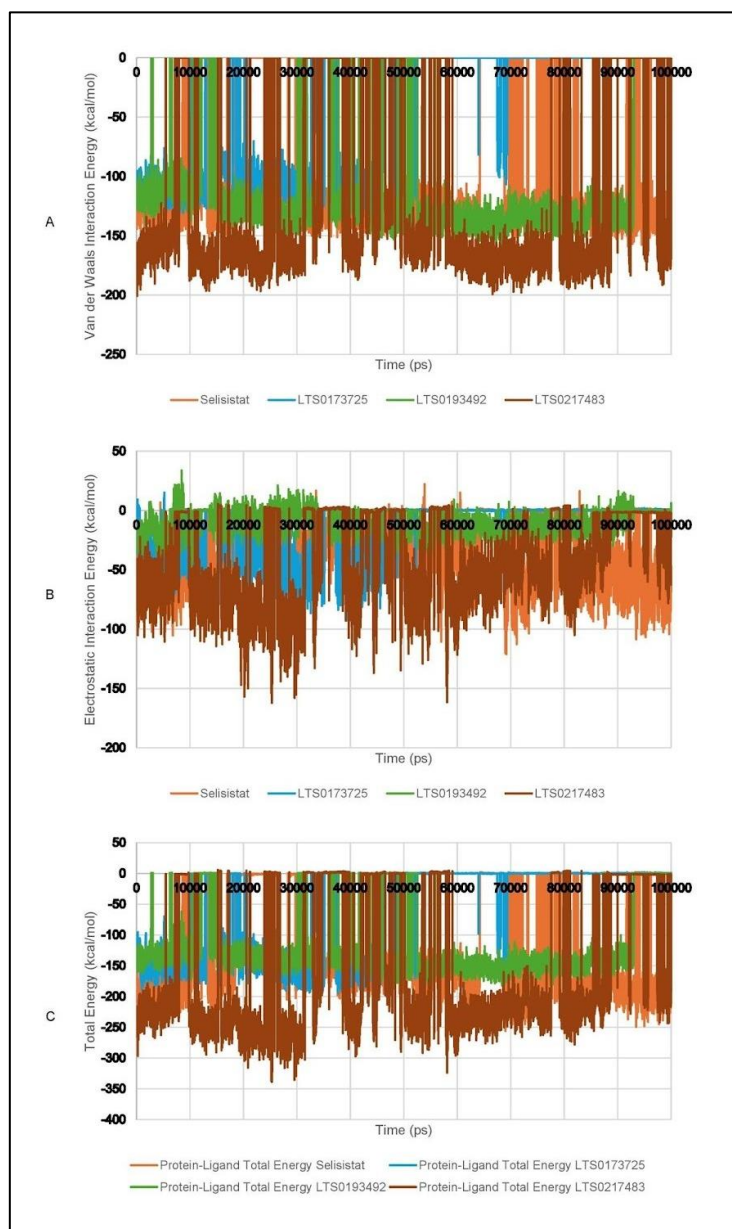 0
0 10000 20000 30000 40000 50000 60000 70000 80000 90000 100000
-50
-100
A
-150
-200
-250
Van der Waals Interaction Energy (kcal/mol)
Time (ps)
Selisistat LTS0173725 LTS0193492 LTS0217483
50
0
0 10000 20000 30000 40000 50000 60000 70000 80000 90000 100000
-50
B
-100
-150
-200
Electrostatic Interaction Energy (kcal/mol)
Time (ps)
Selisistat LTS0173725 LTS0193492 LTS0217483
50
0
0 10000 20000 30000 40000 50000 60000 70000 80000 90000 100000
-50
-100
-150
-200
C
-250
-300
-350
-400
Total Energy (kcal/mol)
Time (ps)
Protein-Ligand Total Energy Selisistat Protein-Ligand Total Energy LTS0173725
Protein-Ligand Total Energy LTS0193492 Protein-Ligand Total Energy LTS0217483